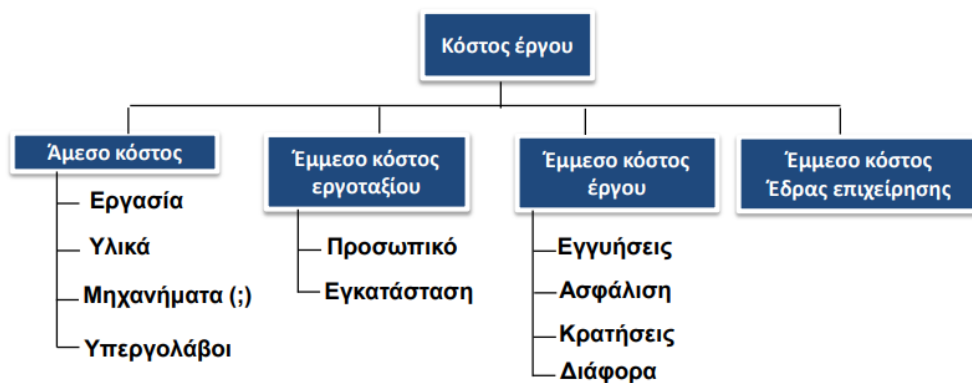 Κόστος έργου
Άμεσο κόστος
Εργασία
Υλικά
Μηχανήματα (;)
Υπεργολάβοι
Έμμεσο κόστος
εργοταξίου
Προσωπικό
Εγκατάσταση
Έμμεσο κόστος
έργου
Εγγυήσεις
Ασφάλιση
Κρατήσεις
Διάφορα
Έμμεσο κόστος
Έδρας επιχείρησης